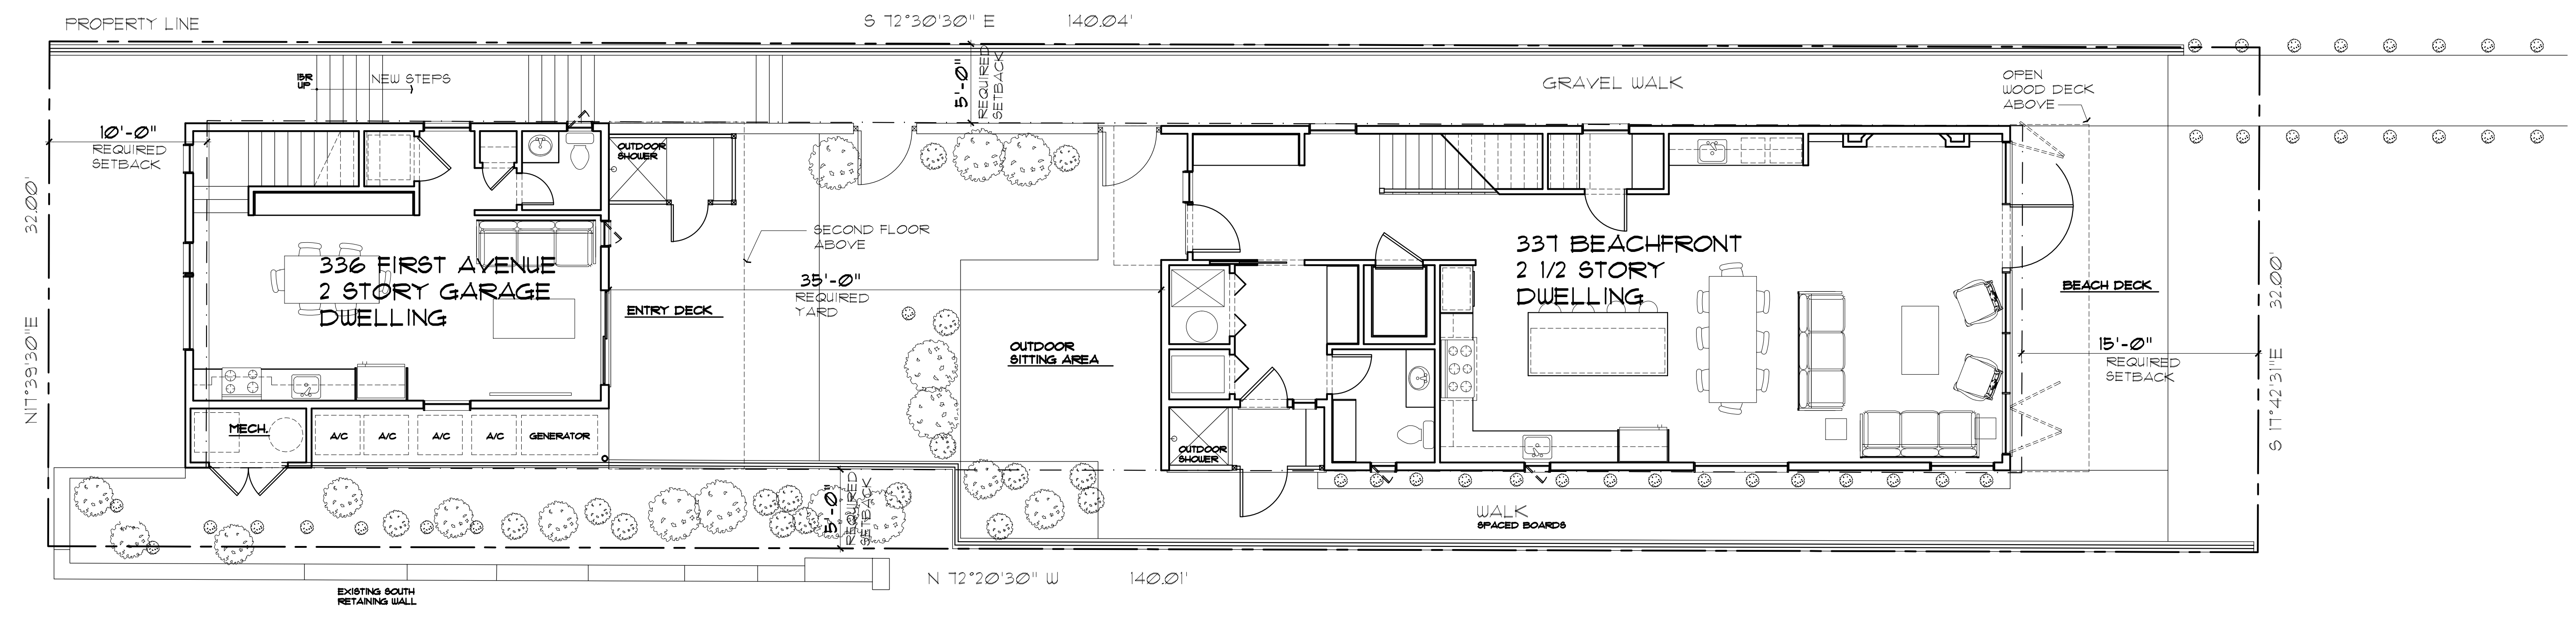 PROPERTY LINE
S 72°30'30" E 140.04'
18R
UP
NEW STEPS
5'-0"
REQUIRED
SETBACK
GRAVEL WALK
OPEN
WOOD DECK
ABOVE
10'-0"
REQUIRED
SETBACK
32.00'
N17°39'30"E
OUTDOOR
SHOWER
SECOND FLOOR
ABOVE
336 FIRST AVENUE
2 STORY GARAGE
DWELLING
35'-0"
REQUIRED
YARD
ENTRY DECK
OUTDOOR
SITTING AREA
337 BEACHFRONT
2 1/2 STORY
DWELLING
BEACH DECK
32.00'
S 17°42'31"E
15'-0"
REQUIRED
SETBACK
MECH.
A/C
A/C
A/C
A/C
GENERATOR
OUTDOOR
SHOWER
5'-0"
REQUIRED
SETBACK
WALK
SPACED BOARDS
N 72°20'30" W 140.01'
EXISTING SOUTH
RETAINING WALL